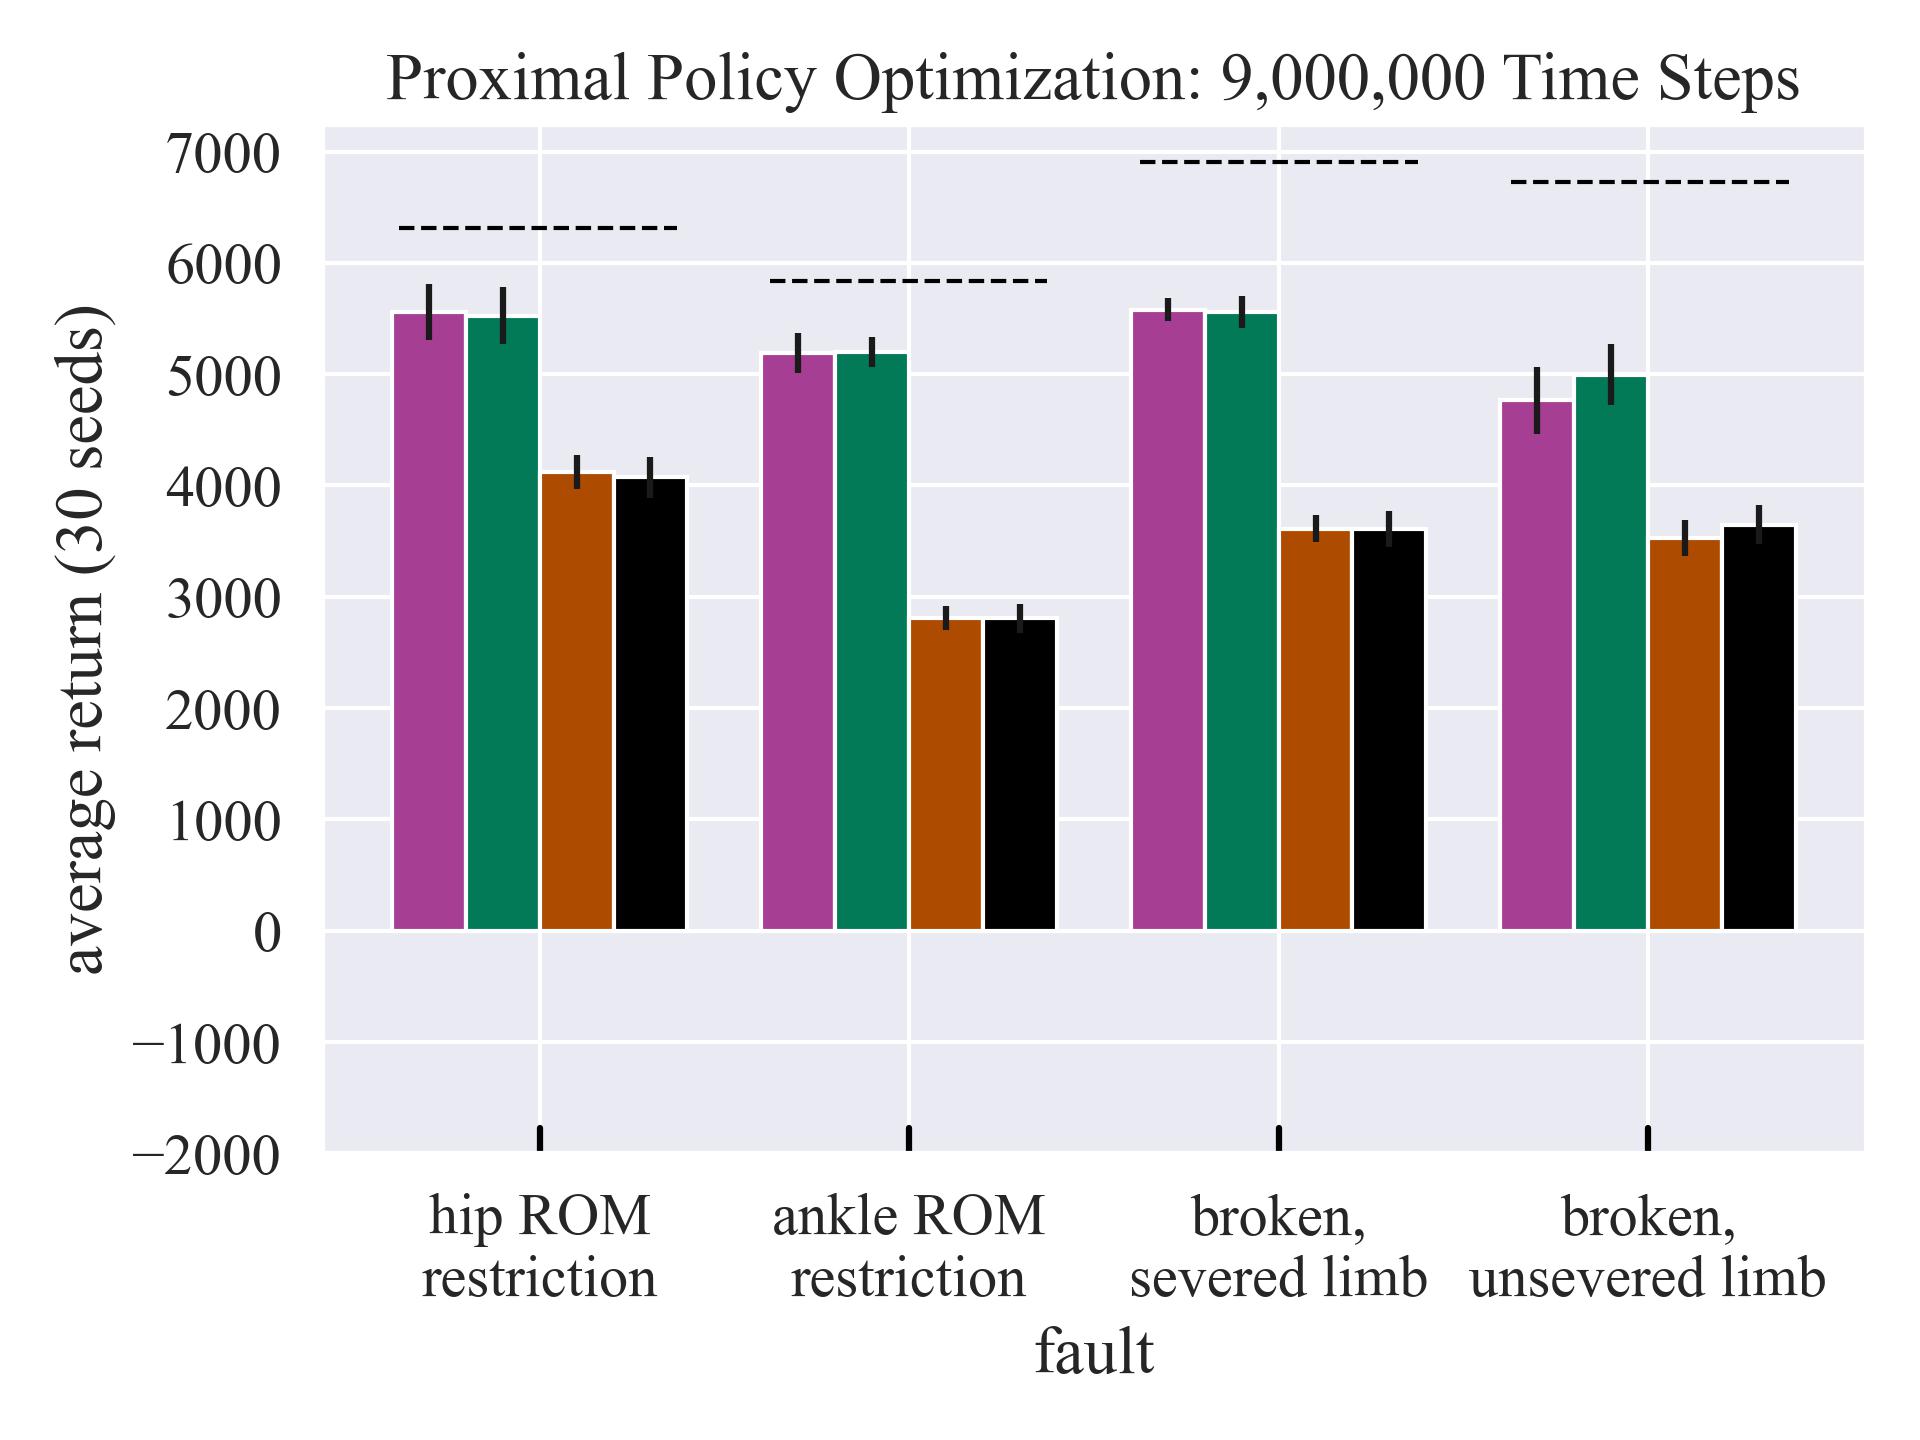 Proximal Policy Optimization: 9,000,000 Time Steps
7000
6000
5000
4000
3000
2000
1000
0
−1000
−2000
average return (30 seeds)
hip ROM
restriction
ankle ROM
restriction
broken,
severed limb
broken,
unsevered limb
fault